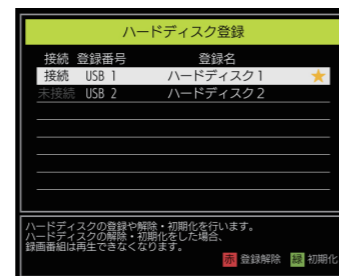 ハードディスク登録
接続 登録番号 登録名
接続 USB 1 ハードディスク1
未接続 USB 2 ハードディスク2
ハードディスクの登録や解除・初期化を行います。
ハードディスクの解除・初期化をした場合、
録画番組は再生できなくなります。
赤 登録解除 緑 初期化